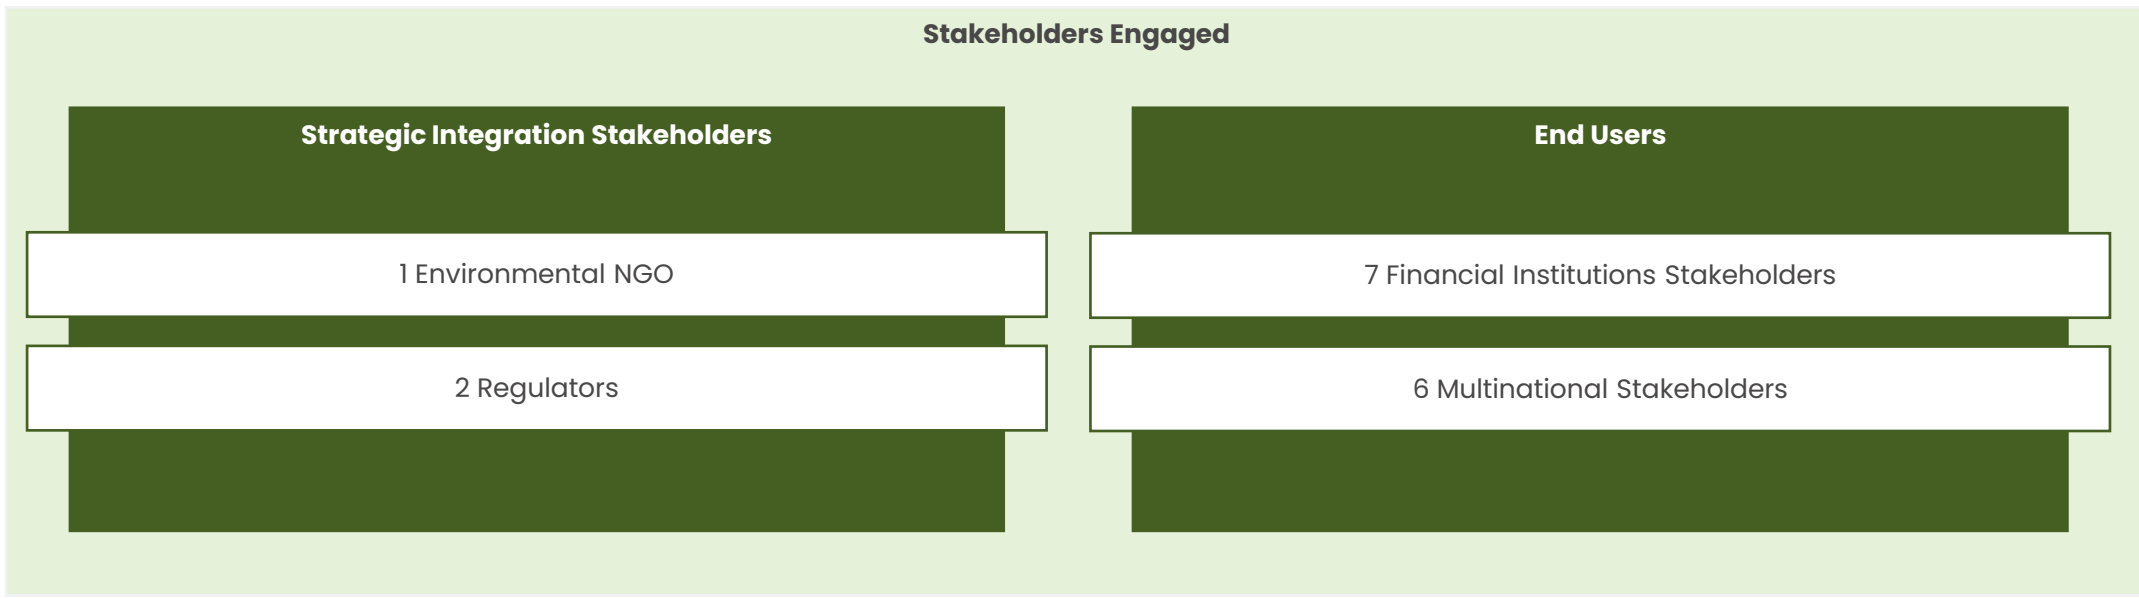 Stakeholders Engaged
Strategic Integration Stakeholders
1 Environmental NGO
2 Regulators
End Users
7 Financial Institutions Stakeholders
6 Multinational Stakeholders